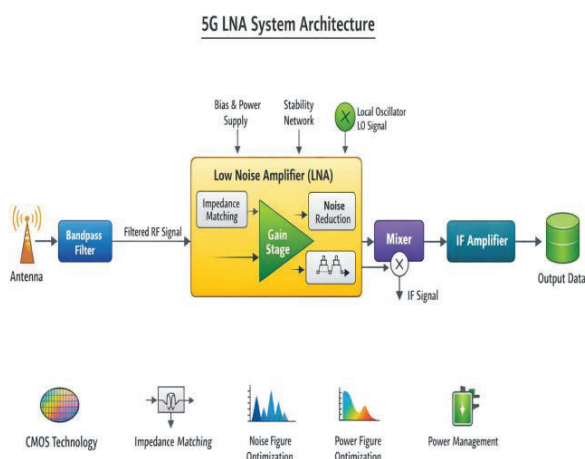 5G LNA System Architecture
Bias & Power
Supply
Stability
Network
Local Oscillator
LO Signal
Low Noise Amplifier (LNA)
Impedance
Matching
Noise
Reduction
Gain
Stage
Antenna
Bandpass
Filter
Filtered RF Signal
Mixer
IF Amplifier
Output Data
IF Signal
CMOS Technology
Impedance Matching
Noise Figure
Optimization
Power Figure
Optimization
Power Management